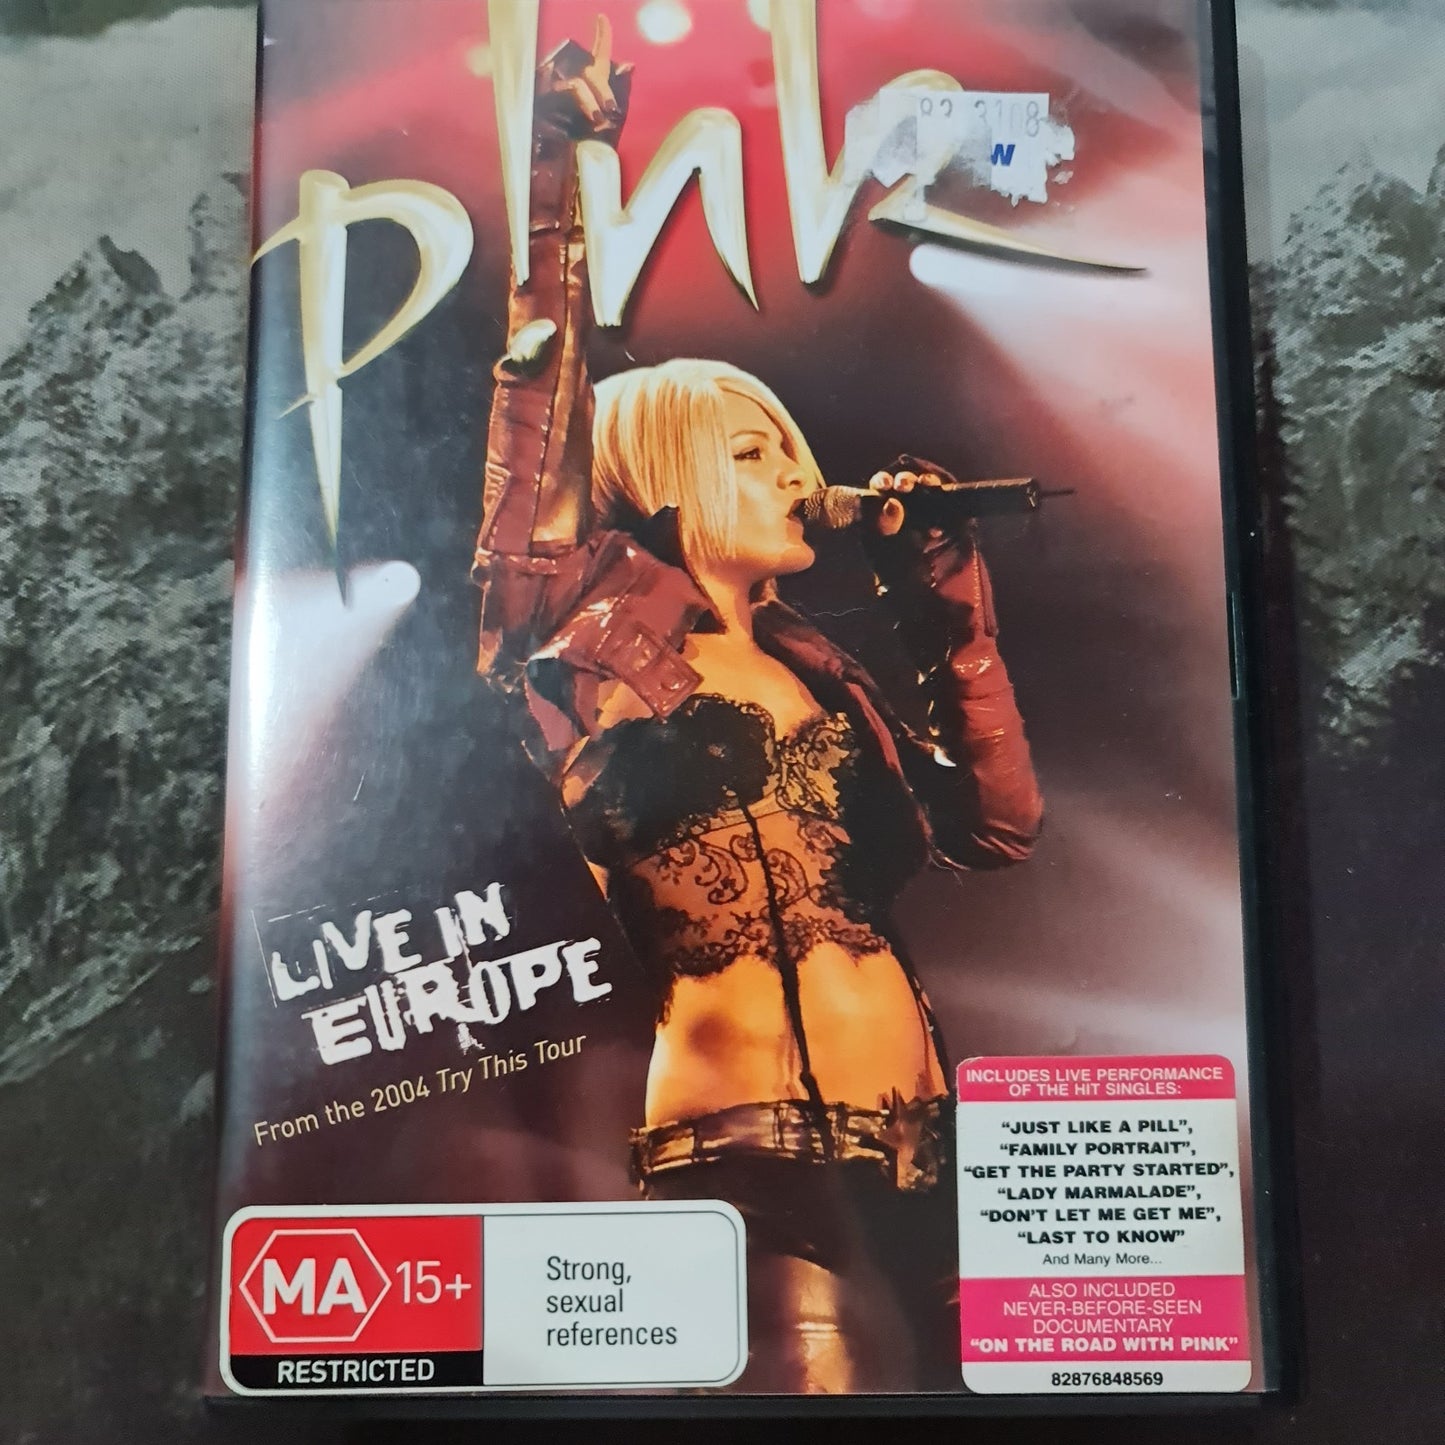 p!nk
83 3108
W
LIVE IN
EUROPE
From the 2004 Try This Tour
MA 15+
RESTRICTED
Strong,
sexual
references
INCLUDES LIVE PERFORMANCE
OF THE HIT SINGLES:
"JUST LIKE A PILL",
"FAMILY PORTRAIT",
"GET THE PARTY STARTED",
"LADY MARMALADE",
"DON'T LET ME GET ME",
"LAST TO KNOW"
And Many More...
ALSO INCLUDED
NEVER-BEFORE-SEEN
DOCUMENTARY
"ON THE ROAD WITH PINK"
82876848569